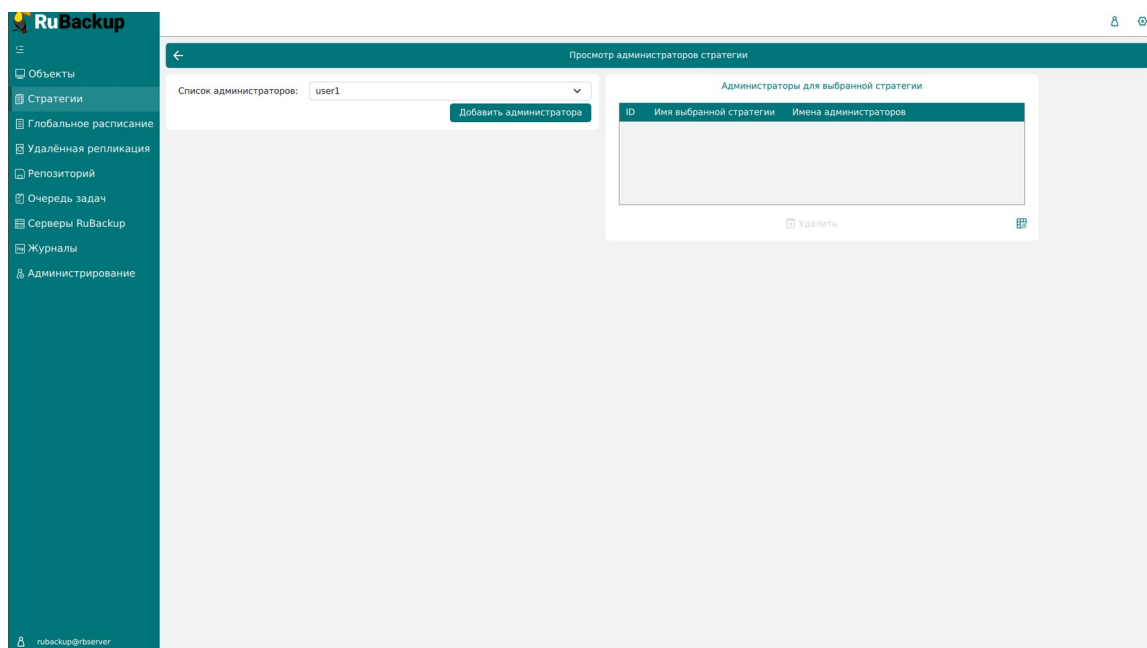 RuBackup
Просмотр администраторов стратегии
Объекты
Стратегии
Глобальное расписание
Удалённая репликация
Репозиторий
Очередь задач
Серверы RuBackup
Журналы
Администрирование
Список администраторов: user1
Добавить администратора
Администраторы для выбранной стратегии
ID Имя выбранной стратегии Имена администраторов
Удалить
rubackup@rbserver